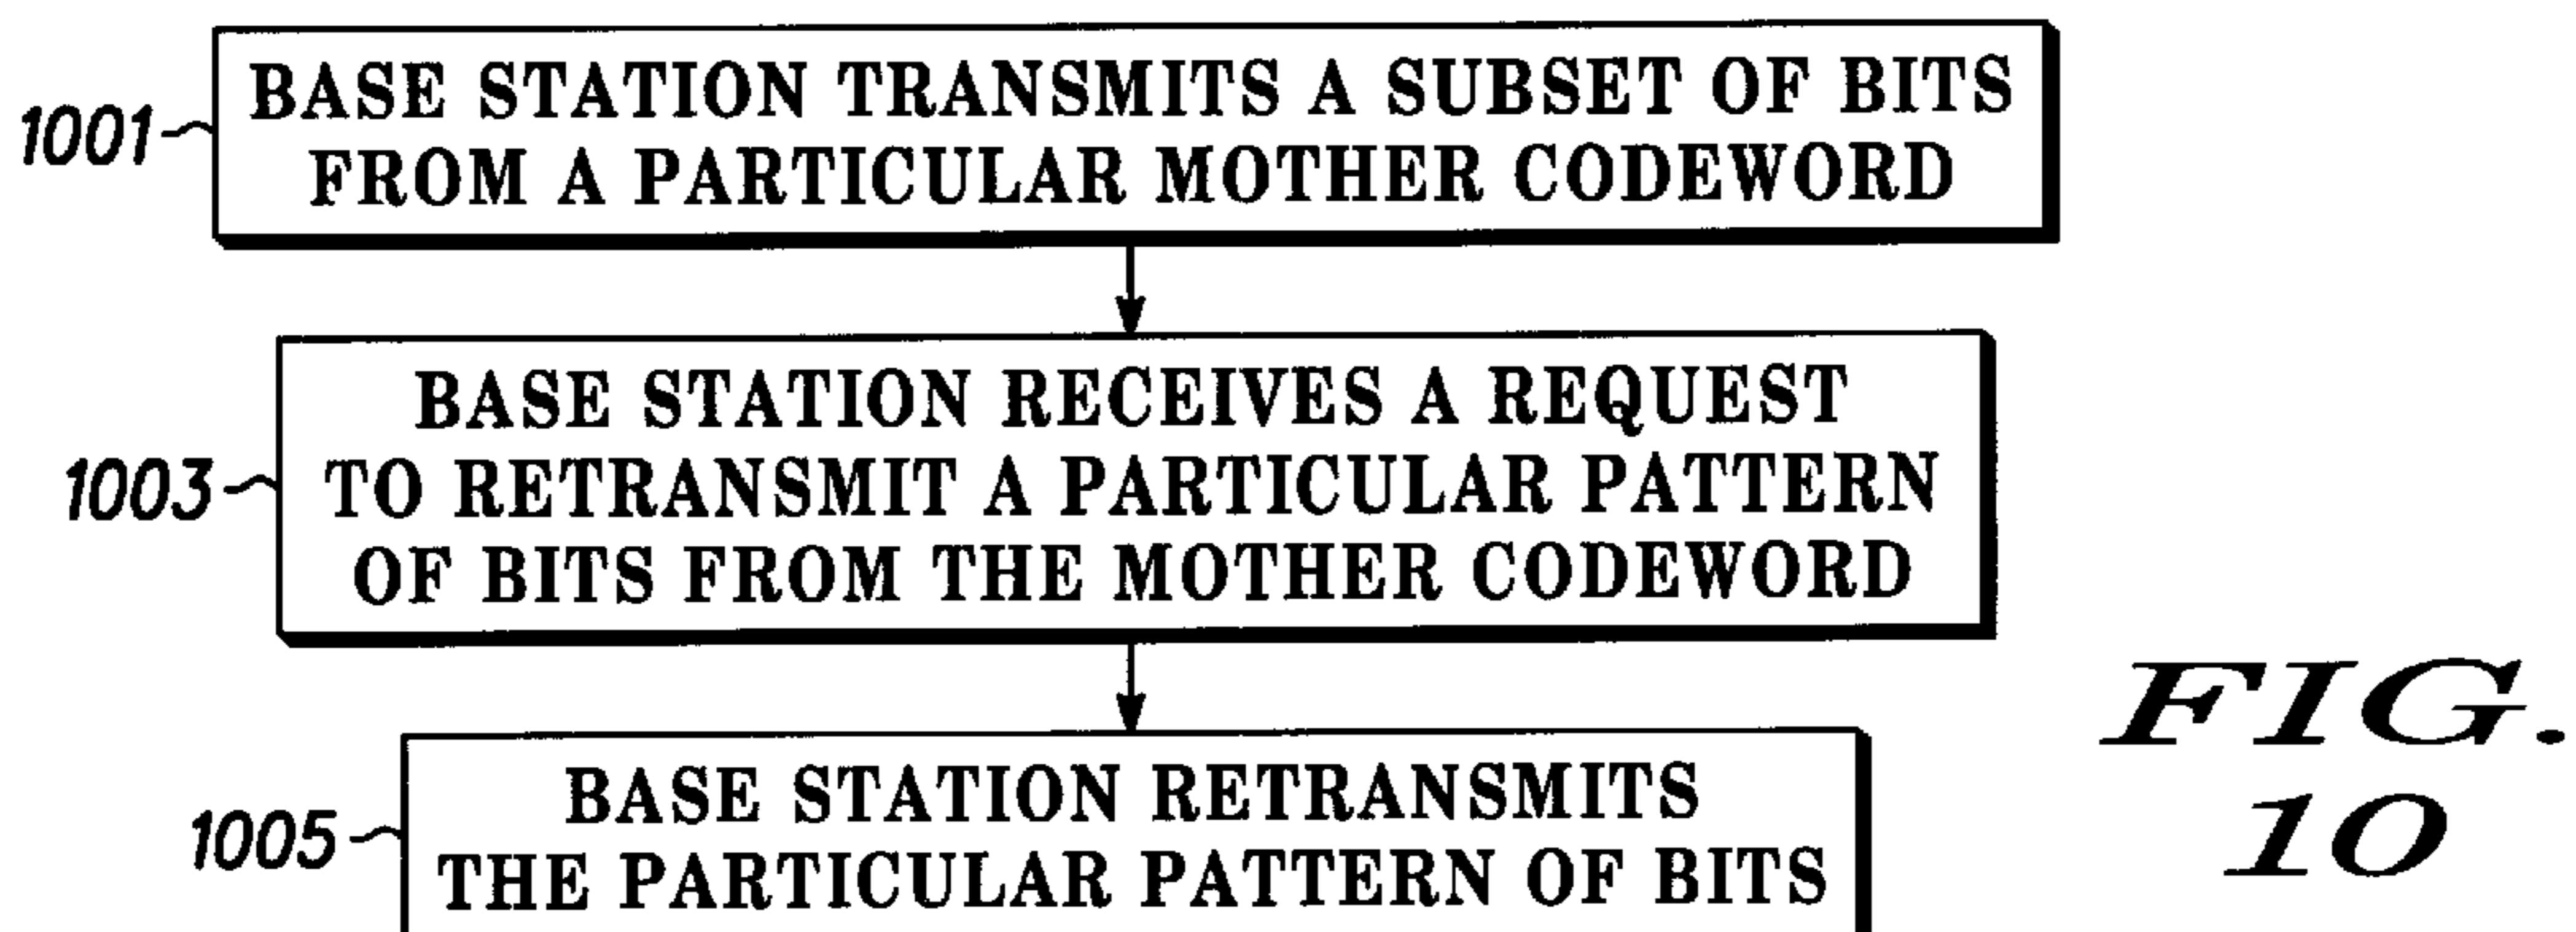 1001
BASE STATION TRANSMITS A SUBSET OF BITS
FROM A PARTICULAR MOTHER CODEWORD
1003
BASE STATION RECEIVES A REQUEST
TO RETRANSMIT A PARTICULAR PATTERN
OF BITS FROM THE MOTHER CODEWORD
1005
BASE STATION RETRANSMITS
THE PARTICULAR PATTERN OF BITS
FIG.
10